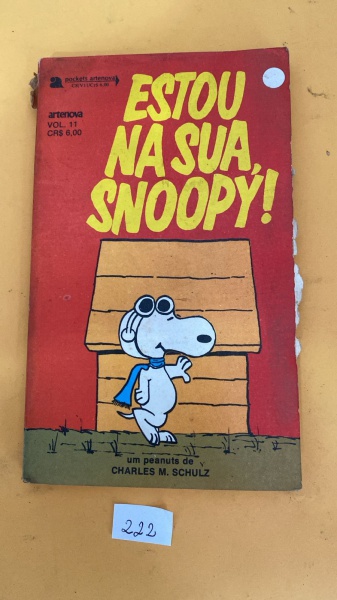 a pockets artenova
artenova
VOL. 11
CR$ 6,00
ESTOU
NA SUA,
SNOOPY!
um peanuts de
CHARLES M. SCHULZ
222